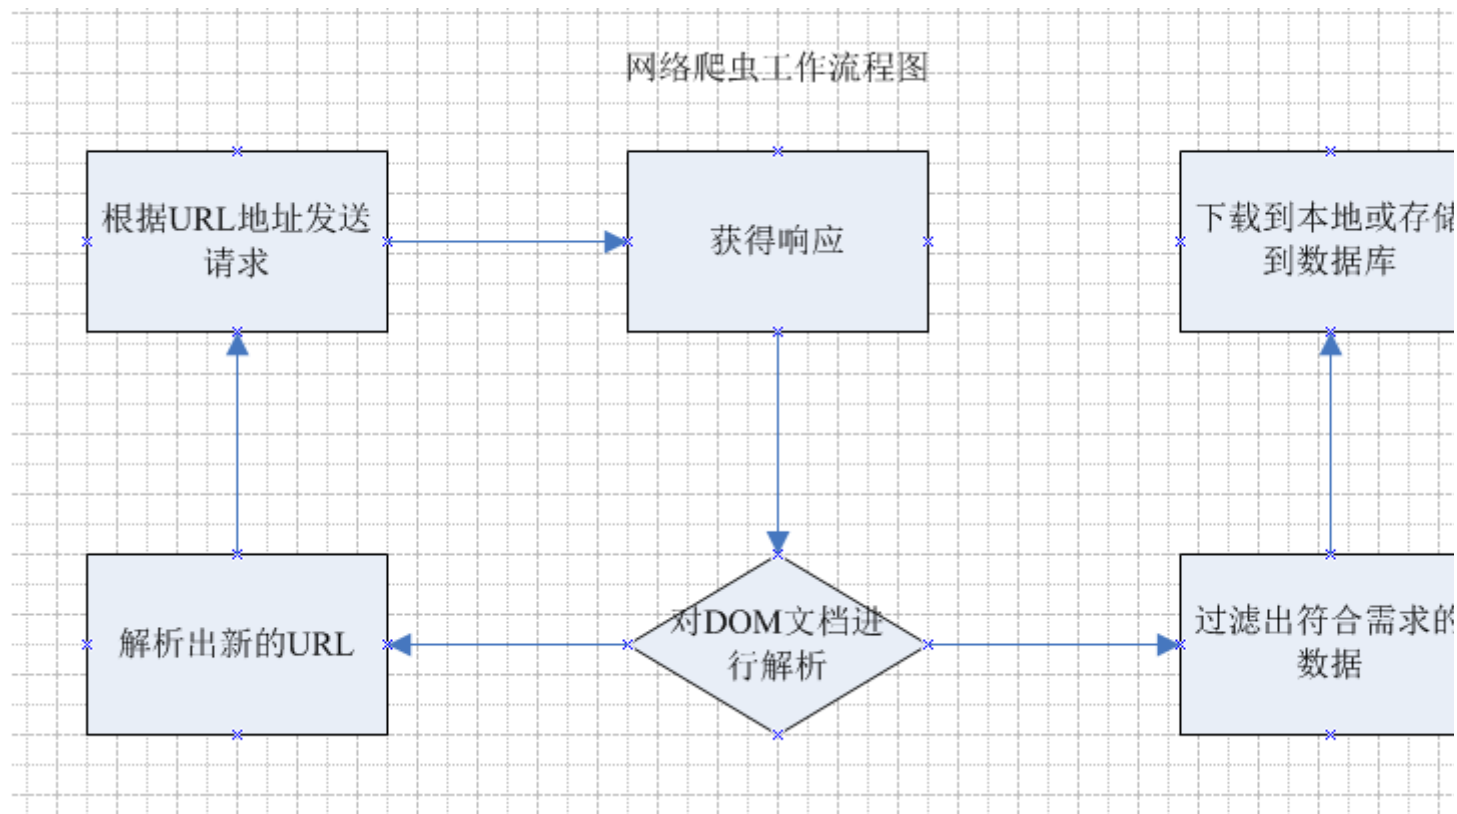 网络爬虫工作流程图
根据URL地址发送
请求
获得响应
下载到本地或存储
到数据库
解析出新的URL
对DOM文档进
行解析
过滤出符合需求的
数据